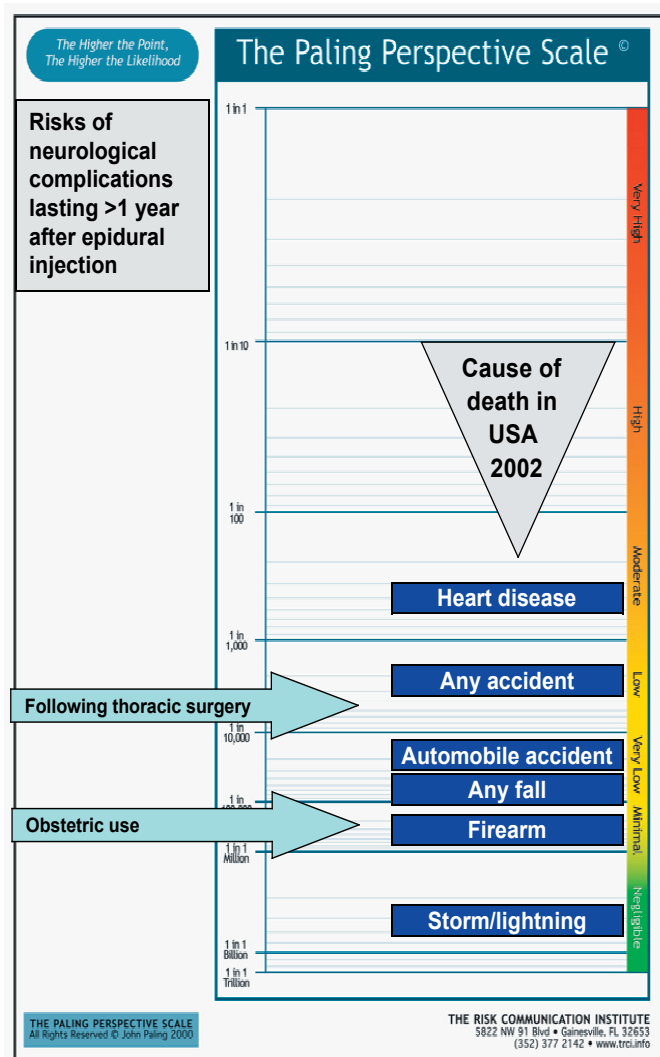 The Higher the Point,
The Higher the Likelihood
The Paling Perspective Scale ©
Risks of
neurological
complications
lasting >1 year
after epidural
injection
1 in 1
1 in 10
1 in
100
1 in
1,000
1 in
10,000
1 in
1 in 1
Million
1 in 1
Billion
1 in 1
Trillion
Cause of
death in
USA
2002
Heart disease
Any accident
Automobile accident
Any fall
Firearm
Storm/lightning
Following thoracic surgery
Obstetric use
Very High
High
Moderate
Low
Very Low
Minimal
Negligible
THE PALING PERSPECTIVE SCALE
All Rights Reserved © John Paling 2000
THE RISK COMMUNICATION INSTITUTE
5822 NW 91 Blvd • Gainesville, FL 32653
(352) 377 2142 • www.trci.info